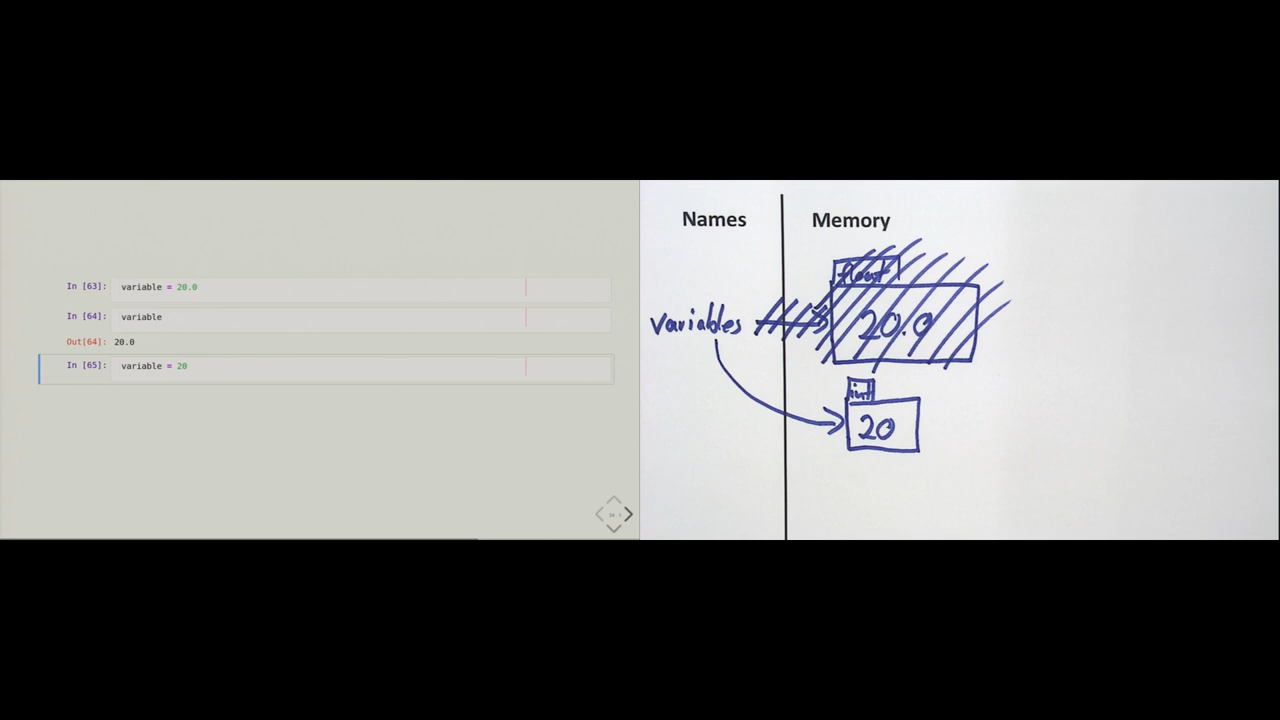 In [63]: variable = 20.0
In [64]: variable
Out[64]: 20.0
In [65]: variable = 20
Names
Memory
float
variables
20.0
int
20